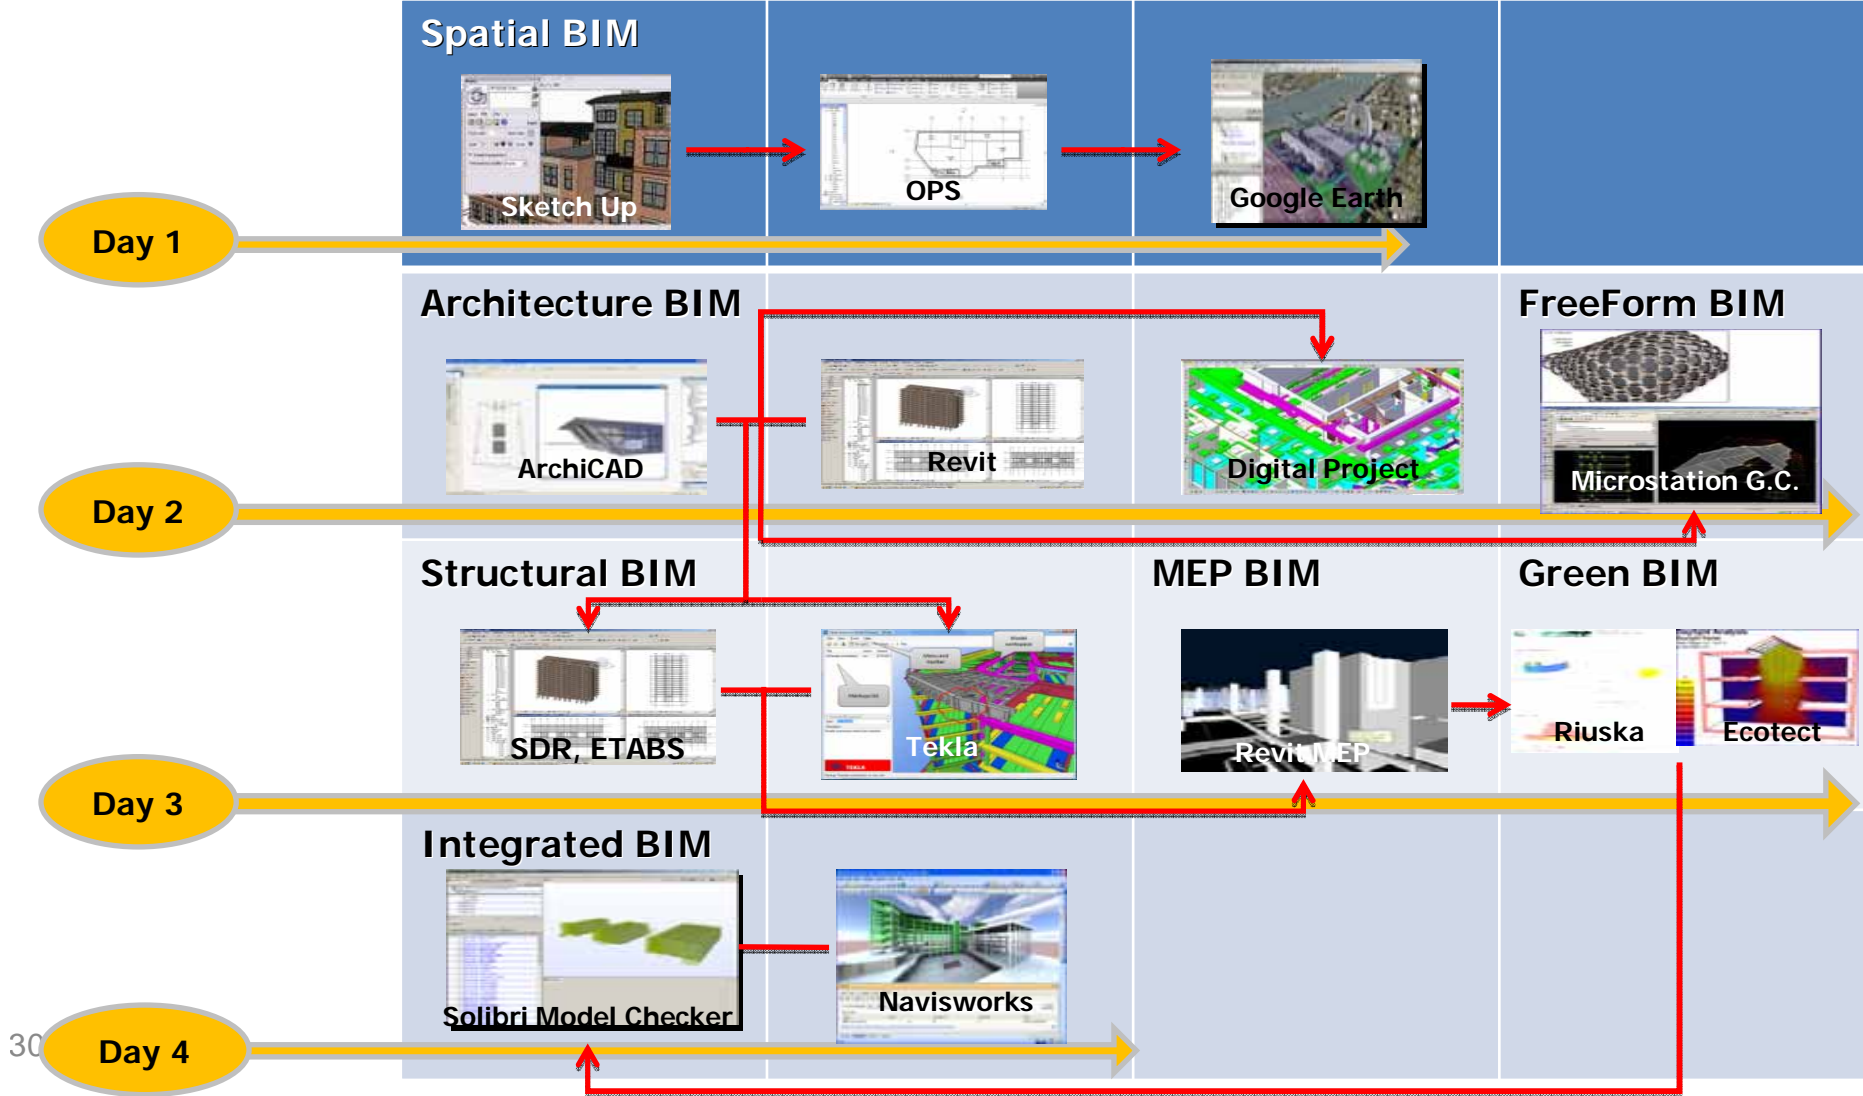 Spatial BIM
Sketch Up
OPS
Google Earth
Day 1
Architecture BIM
FreeForm BIM
ArchiCAD
Revit
Digital Project
Microstation G.C.
Day 2
Structural BIM
MEP BIM
Green BIM
SDR, ETABS
Tekla
TEKLA
Revit MEP
Riuska
Ecotect
Day 3
Integrated BIM
Solibri Model Checker
Navisworks
30
Day 4